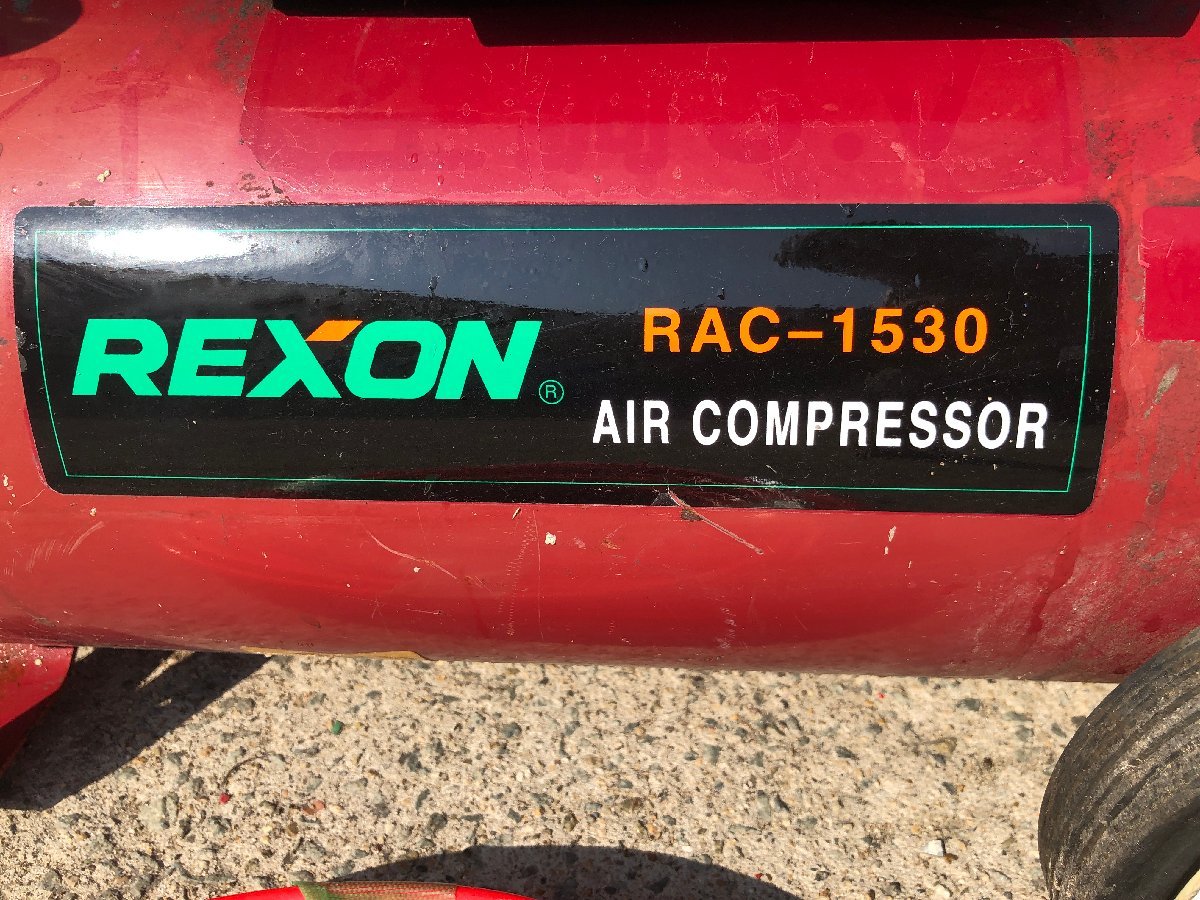 REXON ®
RAC-1530
AIR COMPRESSOR